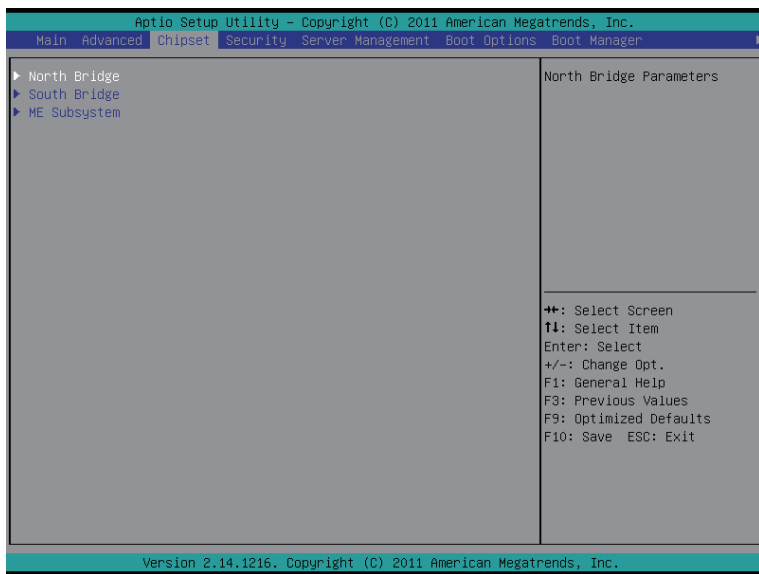 Aptio Setup Utility – Copyright (C) 2011 American Megatrends, Inc.
Main Advanced Chipset Security Server Management Boot Options Boot Manager
North Bridge
South Bridge
ME Subsystem
North Bridge Parameters
→←: Select Screen
↑↓: Select Item
Enter: Select
+/-: Change Opt.
F1: General Help
F3: Previous Values
F9: Optimized Defaults
F10: Save ESC: Exit
Version 2.14.1216. Copyright (C) 2011 American Megatrends, Inc.